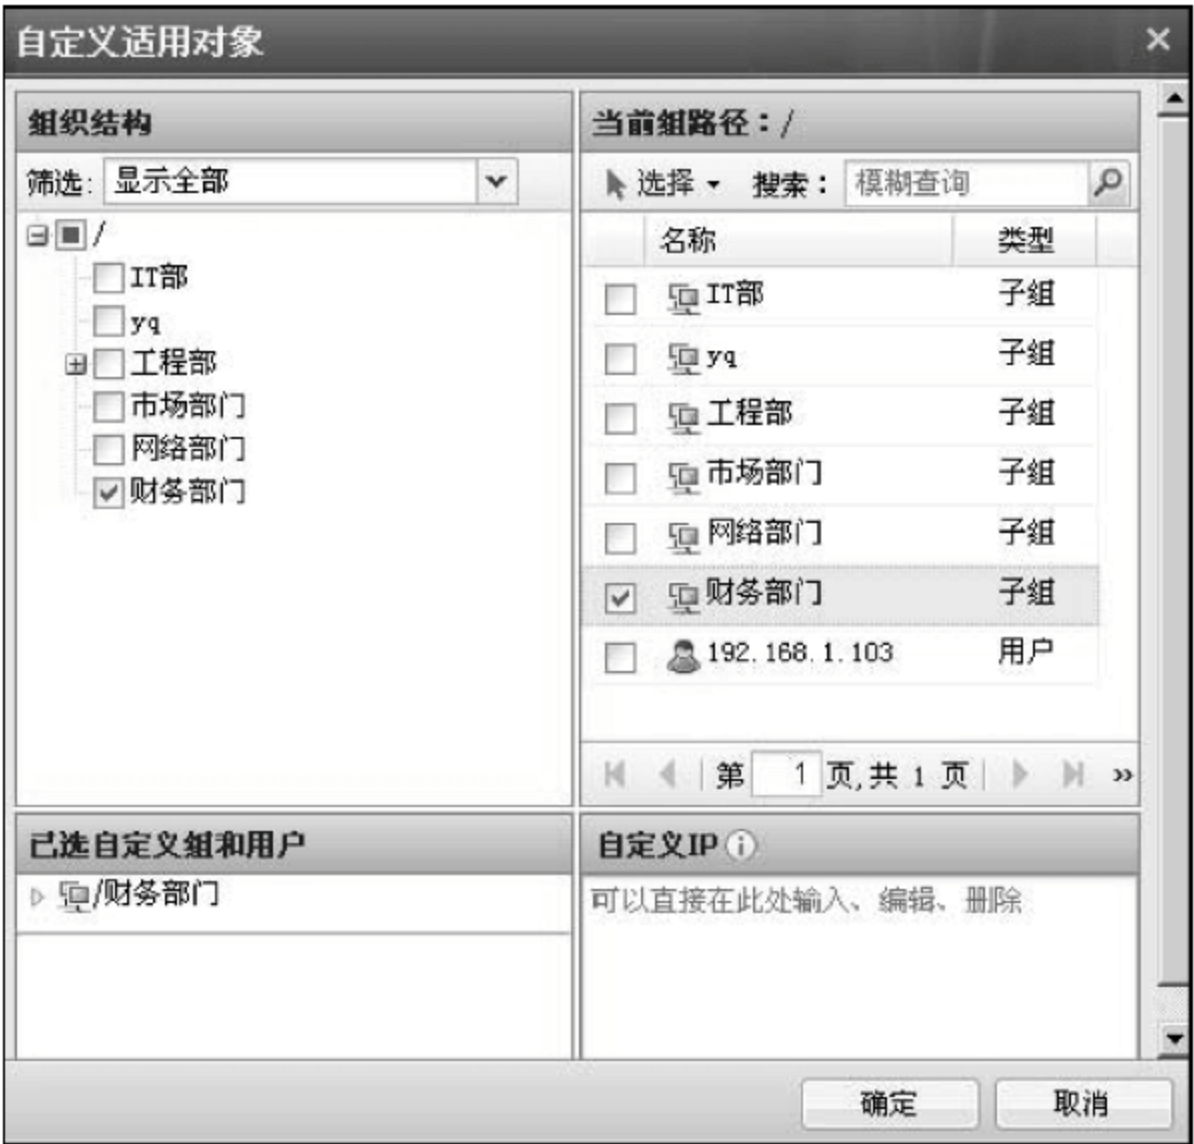 自定义适用对象
组织结构
筛选: 显示全部
/
IT部
yq
工程部
市场部门
网络部门
财务部门
当前组路径：/
选择 搜索： 模糊查询
名称 类型
IT部 子组
yq 子组
工程部 子组
市场部门 子组
网络部门 子组
财务部门 子组
192.168.1.103 用户
第 1 页,共 1 页 »
已选自定义组和用户
/财务部门
自定义IP
可以直接在此处输入、编辑、删除
确定 取消